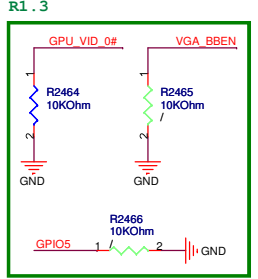 R1.3
GPU_VID_0#
VGA_BBEN
1
1
R2464
10KOhm
R2465
10KOhm
/
2
2
GND
GND
R2466
10KOhm
/
GPIO5
1
2
GND